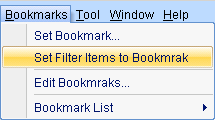 Bookmarks Tool Window Help
Set Bookmark...
Set Filter Items to Bookmrak
Edit Bookmraks...
Bookmark List